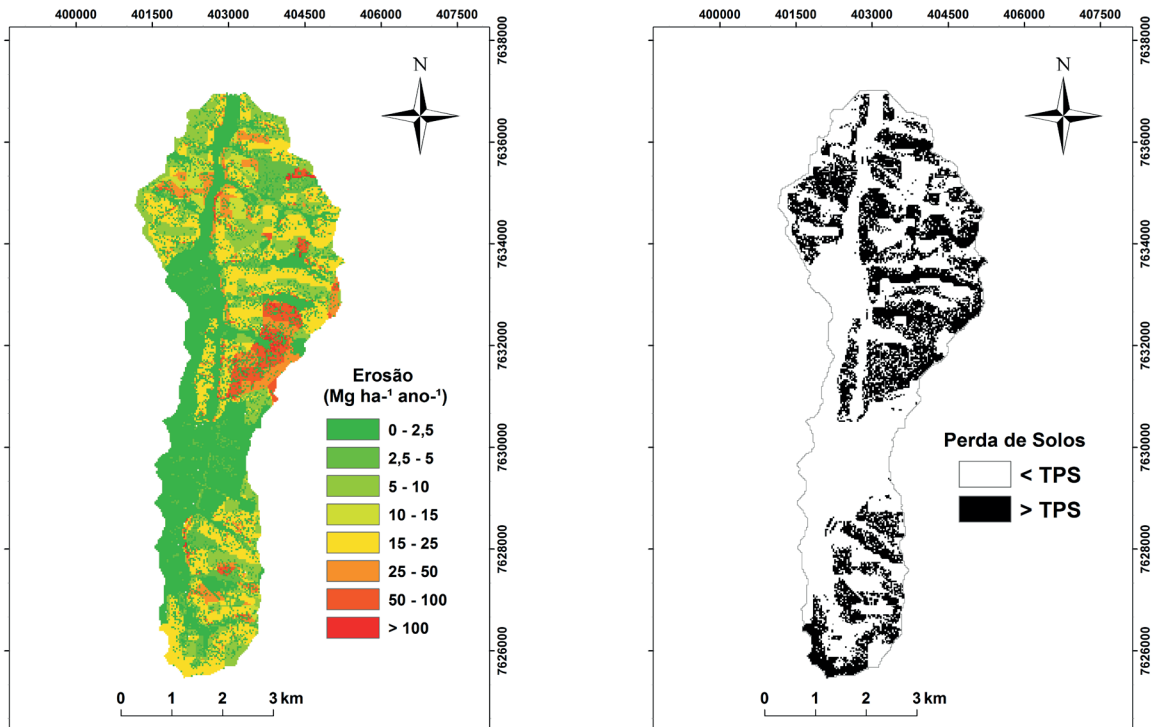 400000 401500 403000 404500 406000 407500
7638000
7636000
7634000
7632000
7630000
7628000
7626000
N
Erosão
(Mg ha-¹ ano-¹)
0 - 2,5
2,5 - 5
5 - 10
10 - 15
15 - 25
25 - 50
50 - 100
> 100
0 1 2 3 km
400000 401500 403000 404500 406000 407500
7638000
7636000
7634000
7632000
7630000
7628000
7626000
N
Perda de Solos
< TPS
> TPS
0 1 2 3 km